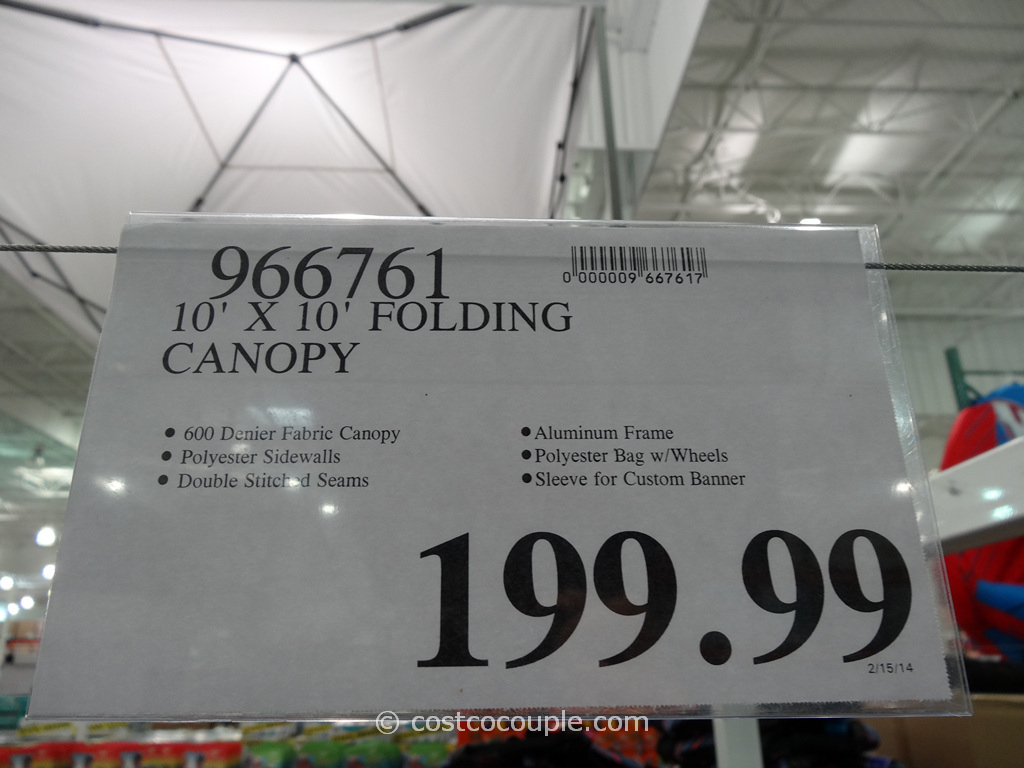 966761
0 000009 667617
10' X 10' FOLDING
CANOPY
• 600 Denier Fabric Canopy
• Polyester Sidewalls
• Double Stitched Seams
• Aluminum Frame
• Polyester Bag w/Wheels
• Sleeve for Custom Banner
199.99
2/15/14
© costcocouple.com